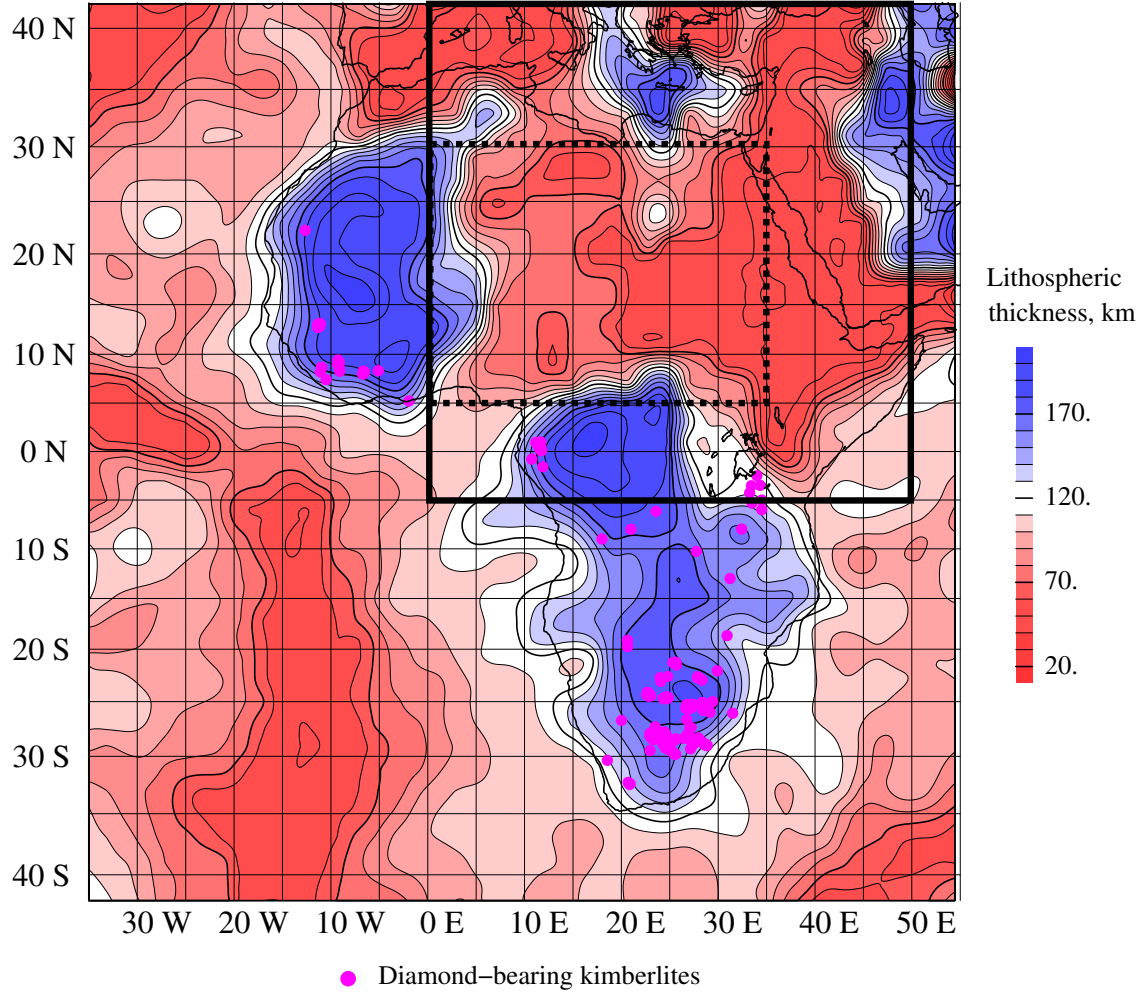 40 N
30 N
20 N
10 N
0 N
10 S
20 S
30 S
40 S
30 W 20 W 10 W 0 E 10 E 20 E 30 E 40 E 50 E
Lithospheric
thickness, km
170.
120.
70.
20.
Diamond−bearing kimberlites